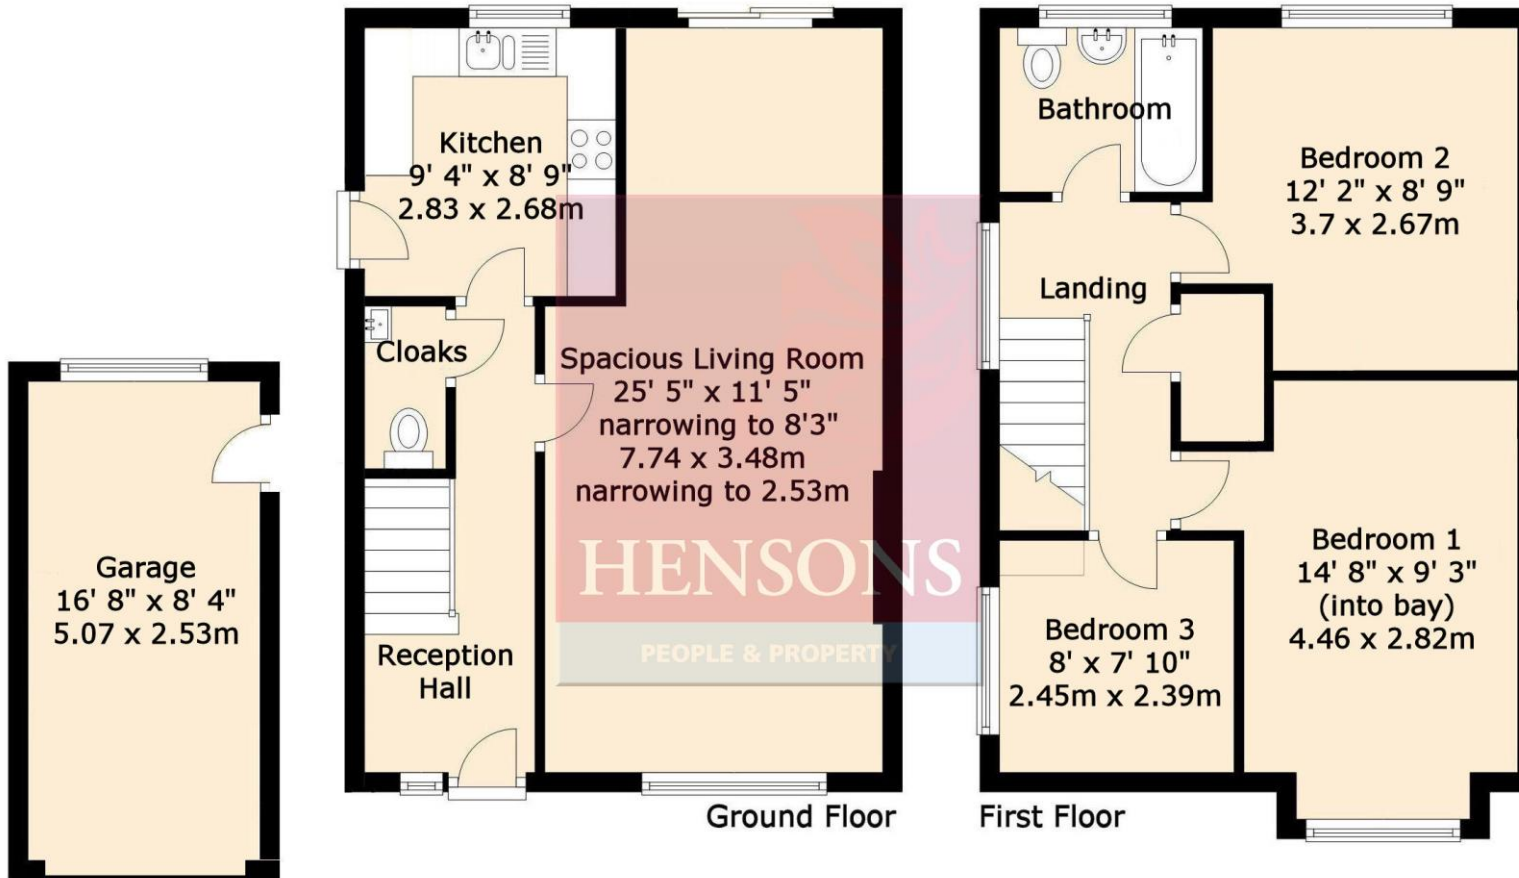 Kitchen
9' 4" x 8' 9"
2.83 x 2.68m
Cloaks
Spacious Living Room
25' 5" x 11' 5"
narrowing to 8'3"
7.74 x 3.48m
narrowing to 2.53m
Garage
16' 8" x 8' 4"
5.07 x 2.53m
Reception
Hall
HENSONS
PEOPLE & PROPERTY
Ground Floor
Bathroom
Bedroom 2
12' 2" x 8' 9"
3.7 x 2.67m
Landing
Bedroom 1
14' 8" x 9' 3"
(into bay)
4.46 x 2.82m
Bedroom 3
8' x 7' 10"
2.45m x 2.39m
First Floor